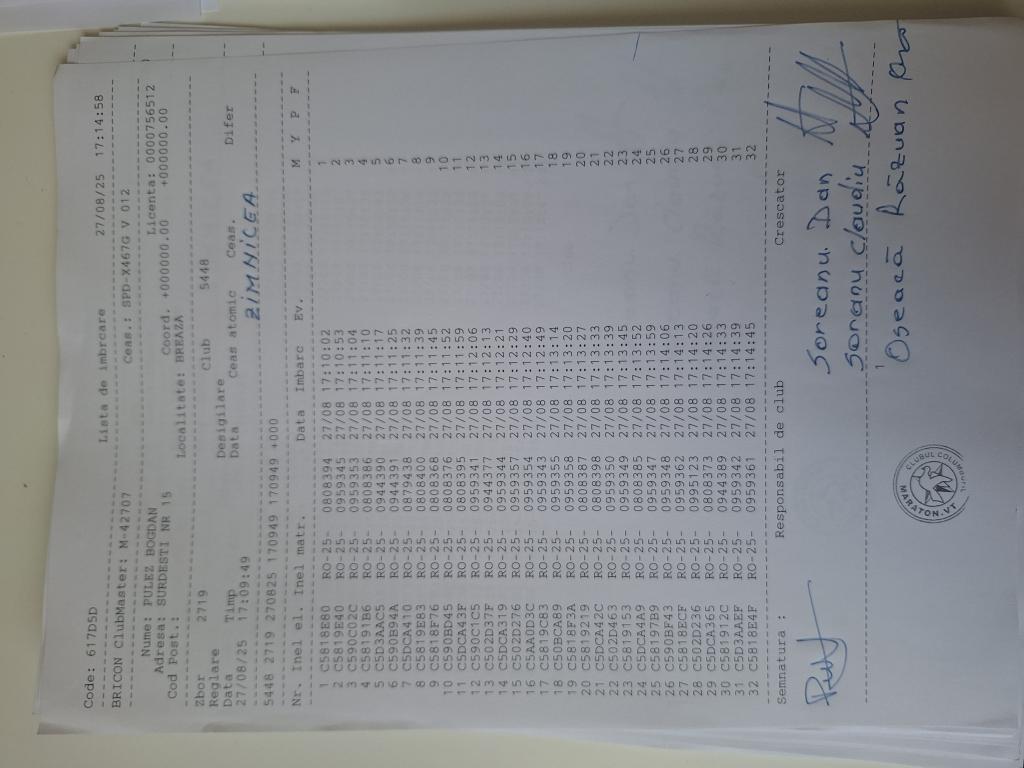 Code: 617D5D Lista de imbrcare 27/08/25 17:14:58
BRICON ClubMaster: M-42707 Ceas.: SPD-X467G V 012
Nume: PULEZ BOGDAN Licenta: 0000756512
Adresa: SURDESTI NR 15 Coord. +000000.00 +000000.00
Cod Post.: Localitate: BREAZA
Zbor 2719 Club 5448
Reglare Desigilare
Data Timp Data Ceas atomic Ceas. Difer
27/08/25 17:09:49
ZIMNICEA
5448 2719 270825 170949 170949 +000
Nr. Inel el. Inel matr. Data Imbarc Ev. M Y P F
1 C5818E80 RO-25- 0808394 27/08 17:10:02 1
2 C5819E40 RO-25- 0959345 27/08 17:10:53 2
3 C590C02C RO-25- 0959353 27/08 17:11:04 3
4 C58191B6 RO-25- 0808386 27/08 17:11:10 4
5 C5D3AAC5 RO-25- 0944390 27/08 17:11:17 5
6 C590B94A RO-25- 0944391 27/08 17:11:25 6
7 C5DCA410 RO-25- 0879438 27/08 17:11:32 7
8 C5819E83 RO-25- 0808400 27/08 17:11:39 8
9 C5818F76 RO-25- 0808368 27/08 17:11:45 9
10 C590BD45 RO-25- 0808376 27/08 17:11:52 10
11 C5DCA43F RO-25- 0808395 27/08 17:11:59 11
12 C590C1C5 RO-25- 0959341 27/08 17:12:06 12
13 C502D37F RO-25- 0944377 27/08 17:12:13 13
14 C5DCA319 RO-25- 0959344 27/08 17:12:21 14
15 C502D276 RO-25- 0959357 27/08 17:12:29 15
16 C5AA0D3C RO-25- 0959354 27/08 17:12:40 16
17 C5819C83 RO-25- 0959343 27/08 17:12:49 17
18 C50BCA89 RO-25- 0959355 27/08 17:13:14 18
19 C5818F3A RO-25- 0959358 27/08 17:13:20 19
20 C5819219 RO-25- 0808387 27/08 17:13:27 20
21 C5DCA42C RO-25- 0808398 27/08 17:13:33 21
22 C502D463 RO-25- 0959350 27/08 17:13:39 22
23 C5819153 RO-25- 0959349 27/08 17:13:45 23
24 C5DCA4A9 RO-25- 0808385 27/08 17:13:52 24
25 C58197B9 RO-25- 0959347 27/08 17:13:59 25
26 C590BF43 RO-25- 0959348 27/08 17:14:06 26
27 C5818ECF RO-25- 0959362 27/08 17:14:13 27
28 C502D236 RO-25- 0995123 27/08 17:14:20 28
29 C5DCA365 RO-25- 0808373 27/08 17:14:26 29
30 C581912C RO-25- 0944389 27/08 17:14:33 30
31 C5D3AAEF RO-25- 0959342 27/08 17:14:39 31
32 C5818E4F RO-25- 0959361 27/08 17:14:45 32
Semnatura : Responsabil de club Crescator
Soreanu Dan
Soreanu Claudiu
Oseacă Răzvan
CLUBUL COLUMBOFIL
MARATON.VT